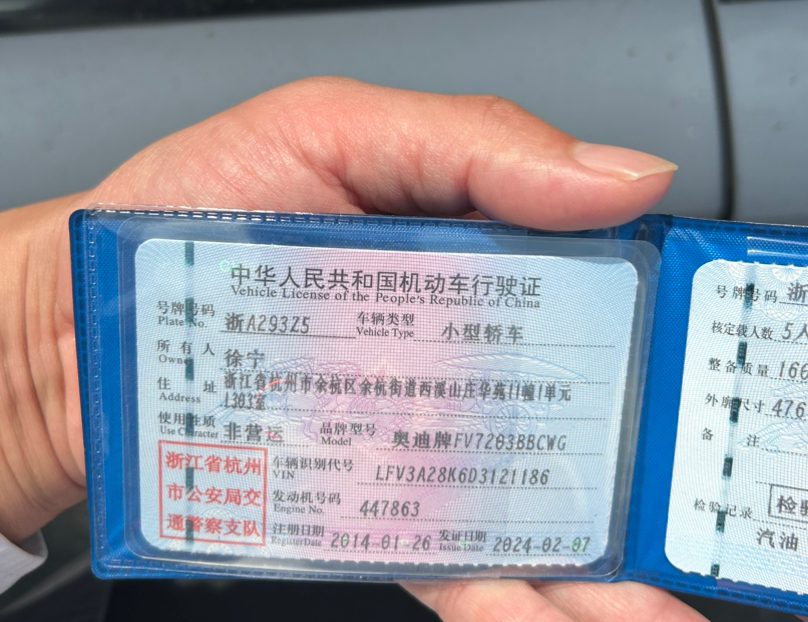 中华人民共和国机动车行驶证
Vehicle License of the People's Republic of China
号牌号码 浙A293Z5 车辆类型 小型轿车
Plate No. Vehicle Type
所有人 徐宁
Owner
住址 浙江省杭州市余杭区余杭街道西溪山庄华苑11幢1单元
Address 1303室
使用性质 非营运 品牌型号 奥迪牌FV7203BBCWG
Use Character Model
浙江省杭州
市公安局交
通警察支队
车辆识别代号 LFV3A28K6D3121186
VIN
发动机号码 447863
Engine No.
注册日期 2014-01-26 发证日期 2024-02-07
Register Date Issue Date
号牌号码 浙
核定载人数 5人
整备质量 166
外廓尺寸 476
备注
检验记录 检验
汽油